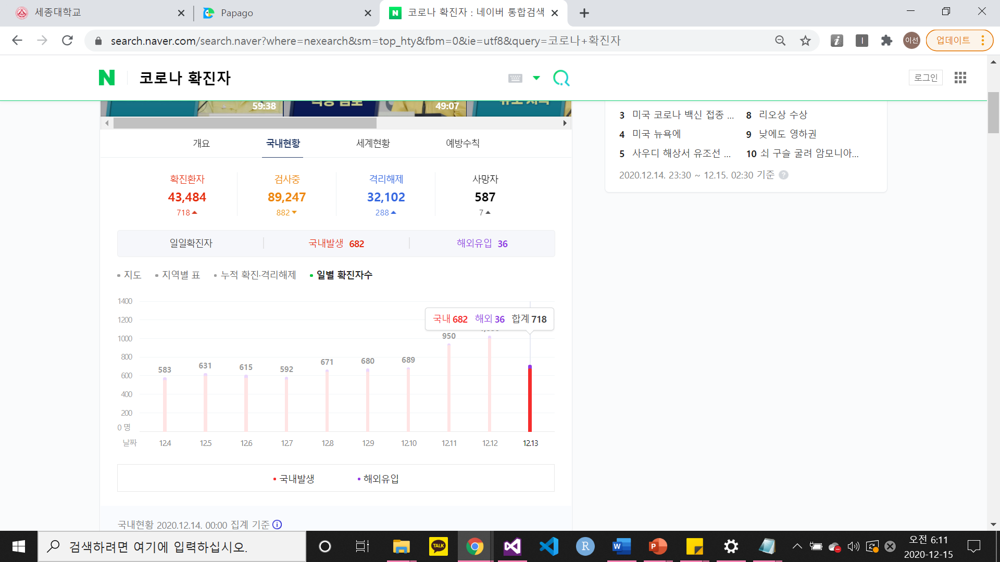 세종대학교
Papago
코로나 확진자 : 네이버 통합검색
search.naver.com/search.naver?where=nexearch&sm=top_hty&fbm=0&ie=utf8&query=코로나+확진자
이선
업데이트
코로나 확진자
로그인
59:38
49:07
3 미국 코로나 백신 접종 ...
8 리오상 수상
4 미국 뉴욕에
9 낮에도 영하권
5 사우디 해상서 유조선 ...
10 쇠 구슬 굴려 암모니아...
2020.12.14. 23:30 ~ 12.15. 02:30 기준 ?
개요 국내현황 세계현황 예방수칙
확진환자 검사중 격리해제 사망자
43,484 89,247 32,102 587
718 882 288 7
일일확진자 국내발생 682 해외유입 36
지도 지역별 표 누적 확진·격리해제 일별 확진자수
1400
1200
1000
800
600
400
200
0 명
국내 682 해외 36 합계 718
583 631 615 592 671 680 689 950
날짜 12.4 12.5 12.6 12.7 12.8 12.9 12.10 12.11 12.12 12.13
국내발생 해외유입
국내현황 2020.12.14. 00:00 집계 기준
검색하려면 여기에 입력하십시오.
TALK
R
W
P
오전 6:11
2020-12-15